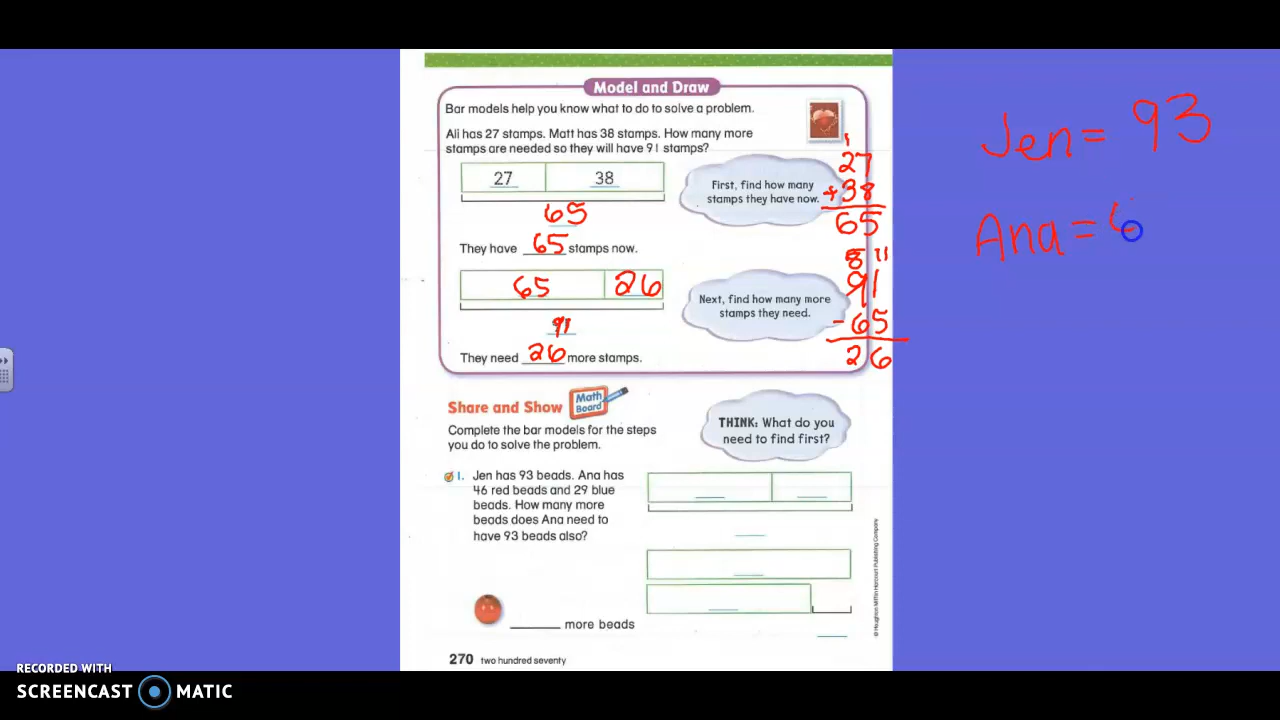 Model and Draw
Bar models help you know what to do to solve a problem.
Ali has 27 stamps. Matt has 38 stamps. How many more
stamps are needed so they will have 91 stamps?
27 38
65
They have 65 stamps now.
First, find how many
stamps they have now.
1
27
+38
65
65 26
91
They need 26 more stamps.
Next, find how many more
stamps they need.
8 11
91
-65
26
Share and Show
Math
Board
Complete the bar models for the steps
you do to solve the problem.
THINK: What do you
need to find first?
1. Jen has 93 beads. Ana has
46 red beads and 29 blue
beads. How many more
beads does Ana need to
have 93 beads also?
______ more beads
© Houghton Mifflin Harcourt Publishing Company
270 two hundred seventy
Jen = 93
Ana =
RECORDED WITH
SCREENCAST MATIC